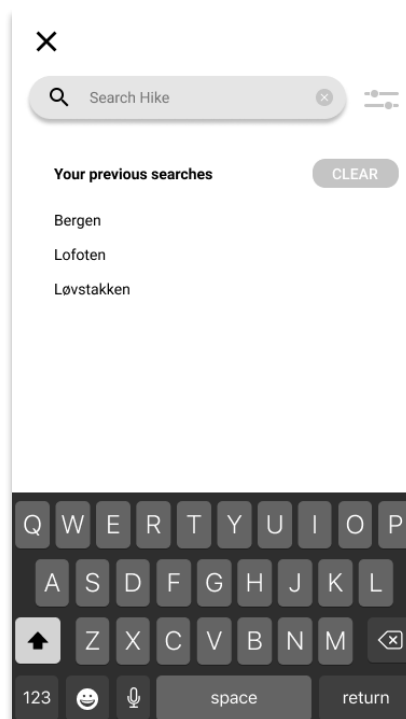 Search Hike
Your previous searches CLEAR
Bergen
Lofoten
Løvstakken
Q W E R T Y U I O P
A S D F G H J K L
Z X C V B N M
123 space return